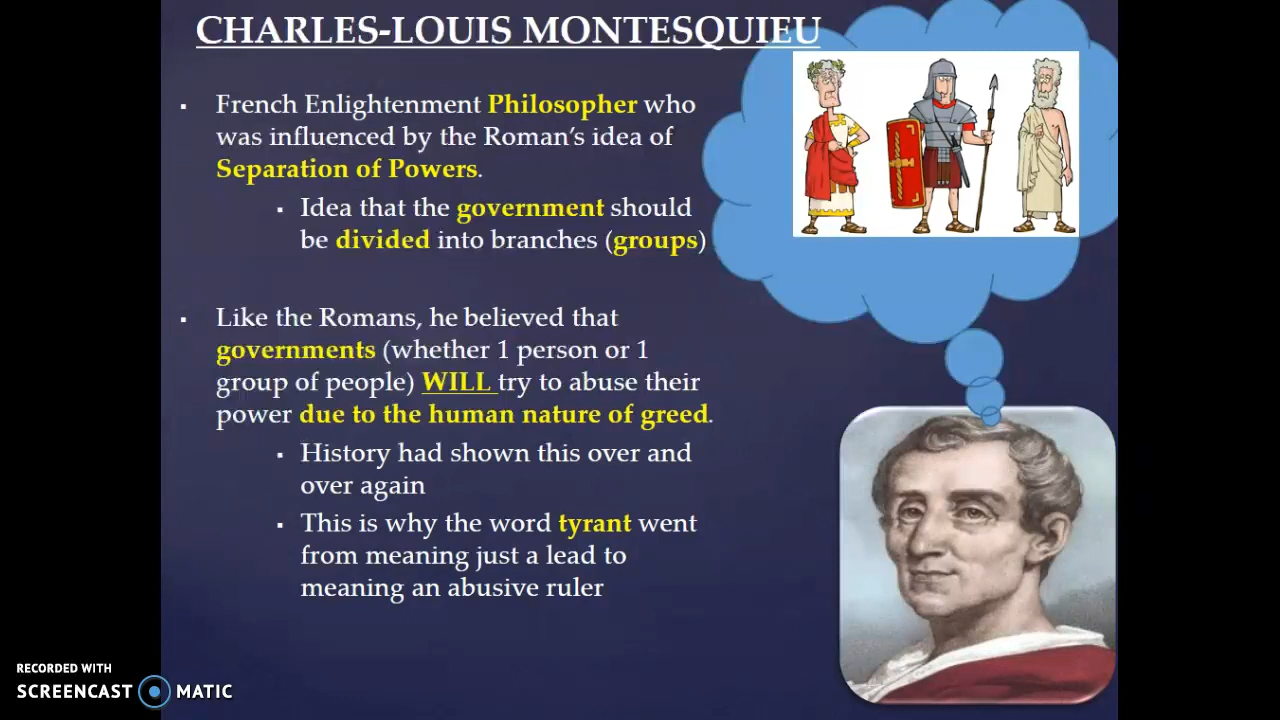 CHARLES-LOUIS MONTESQUIEU
▪ French Enlightenment Philosopher who
was influenced by the Roman's idea of
Separation of Powers.
▪ Idea that the government should
be divided into branches (groups)
▪ Like the Romans, he believed that
governments (whether 1 person or 1
group of people) WILL try to abuse their
power due to the human nature of greed.
▪ History had shown this over and
over again
▪ This is why the word tyrant went
from meaning just a lead to
meaning an abusive ruler
RECORDED WITH
SCREENCAST MATIC